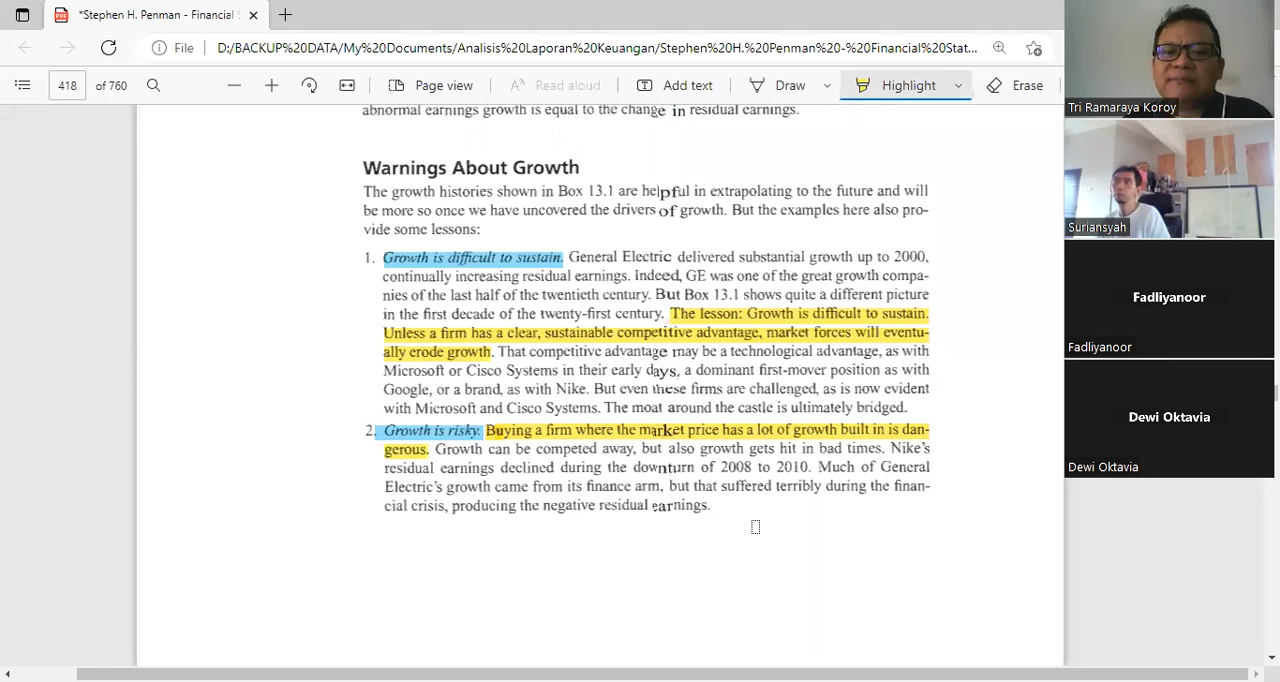 *Stephen H. Penman - Financial S
File
D:/BACKUP%20DATA/My%20Documents/Analisis%20Laporan%20Keuangan/Stephen%20H.%20Penman%20-%20Financial%20Stat...
418 of 760
Page view
Read aloud
Add text
Draw
Highlight
Erase
abnormal earnings growth is equal to the change in residual earnings.
Warnings About Growth
The growth histories shown in Box 13.1 are helpful in extrapolating to the future and will
be more so once we have uncovered the drivers of growth. But the examples here also pro-
vide some lessons:
1. Growth is difficult to sustain. General Electric delivered substantial growth up to 2000,
continually increasing residual earnings. Indeed, GE was one of the great growth compa-
nies of the last half of the twentieth century. But Box 13.1 shows quite a different picture
in the first decade of the twenty-first century. The lesson: Growth is difficult to sustain.
Unless a firm has a clear, sustainable competitive advantage, market forces will eventu-
ally erode growth. That competitive advantage may be a technological advantage, as with
Microsoft or Cisco Systems in their early days, a dominant first-mover position as with
Google, or a brand, as with Nike. But even these firms are challenged, as is now evident
with Microsoft and Cisco Systems. The moat around the castle is ultimately bridged.
2. Growth is risky. Buying a firm where the market price has a lot of growth built in is dan-
gerous. Growth can be competed away, but also growth gets hit in bad times. Nike's
residual earnings declined during the downturn of 2008 to 2010. Much of General
Electric's growth came from its finance arm, but that suffered terribly during the finan-
cial crisis, producing the negative residual earnings.
Tri Ramaraya Koroy
Suriansyah
Fadliyanoor
Fadliyanoor
Dewi Oktavia
Dewi Oktavia